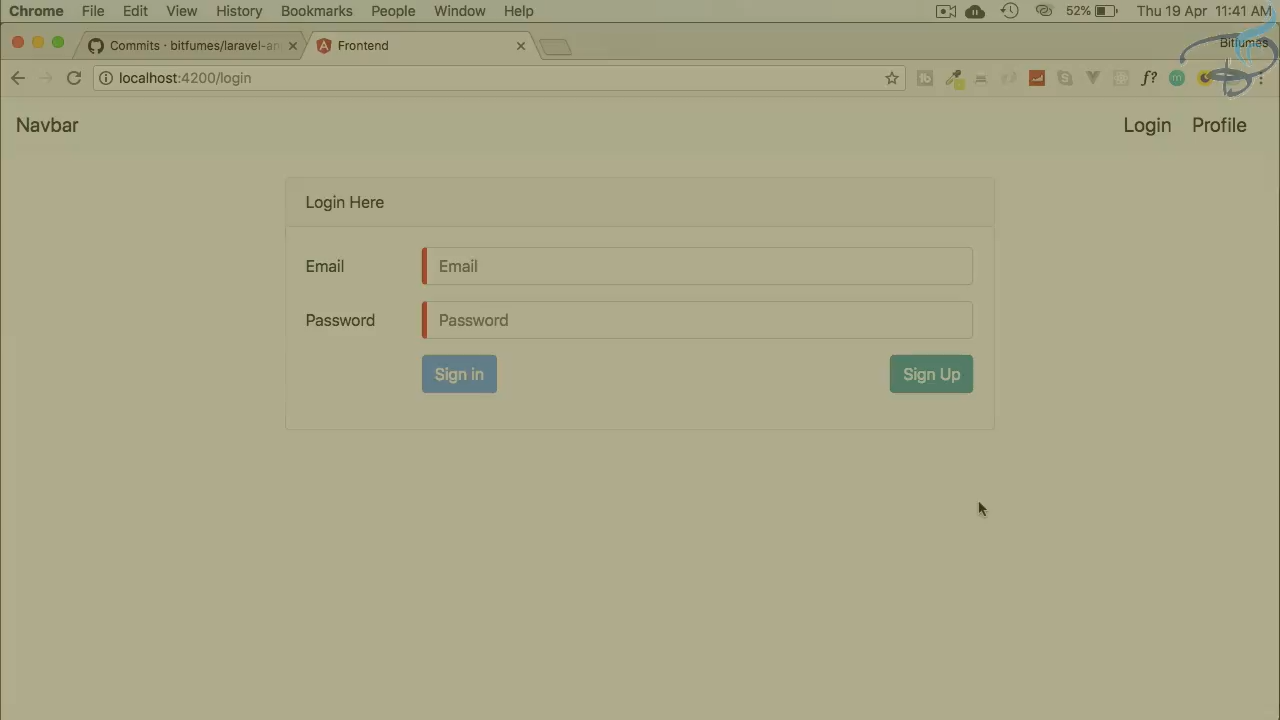 Chrome File Edit View History Bookmarks People Window Help 52% Thu 19 Apr 11:41 AM
Commits · bitfumes/laravel-an Frontend Bitfumes
localhost:4200/login f?
Navbar Login Profile
Login Here
Email Email
Password Password
Sign in Sign Up